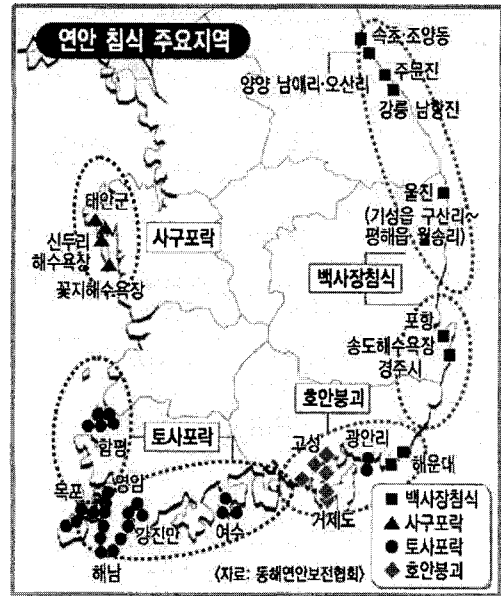 연안 침식 주요지역
속초·조양동
주문진
양양 남애리·오산리
강릉 남항진
울진
(기성읍 구산리~
평해읍 월송리)
태안군
사구포락
신두리
해수욕장
꽃지해수욕장
백사장침식
포항
송도해수욕장
경주시
호안붕괴
고성
광안리
해운대
토사포락
함평
거제도
목포
영암
강진만
여수
해남
■ 백사장침식
▲ 사구포락
● 토사포락
◆ 호안붕괴
〈자료: 동해연안보전협회〉